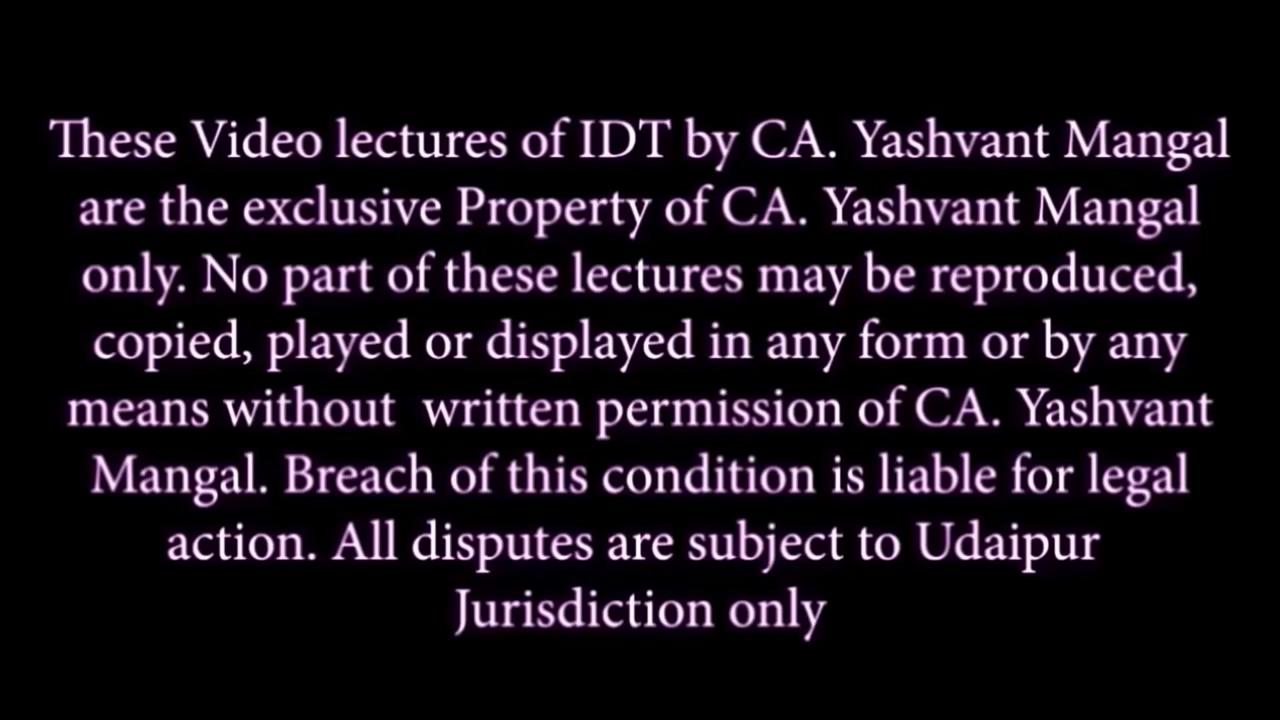 These Video lectures of IDT by CA. Yashvant Mangal
are the exclusive Property of CA. Yashvant Mangal
only. No part of these lectures may be reproduced,
copied, played or displayed in any form or by any
means without  written permission of CA. Yashvant
Mangal. Breach of this condition is liable for legal
action. All disputes are subject to Udaipur
Jurisdiction only